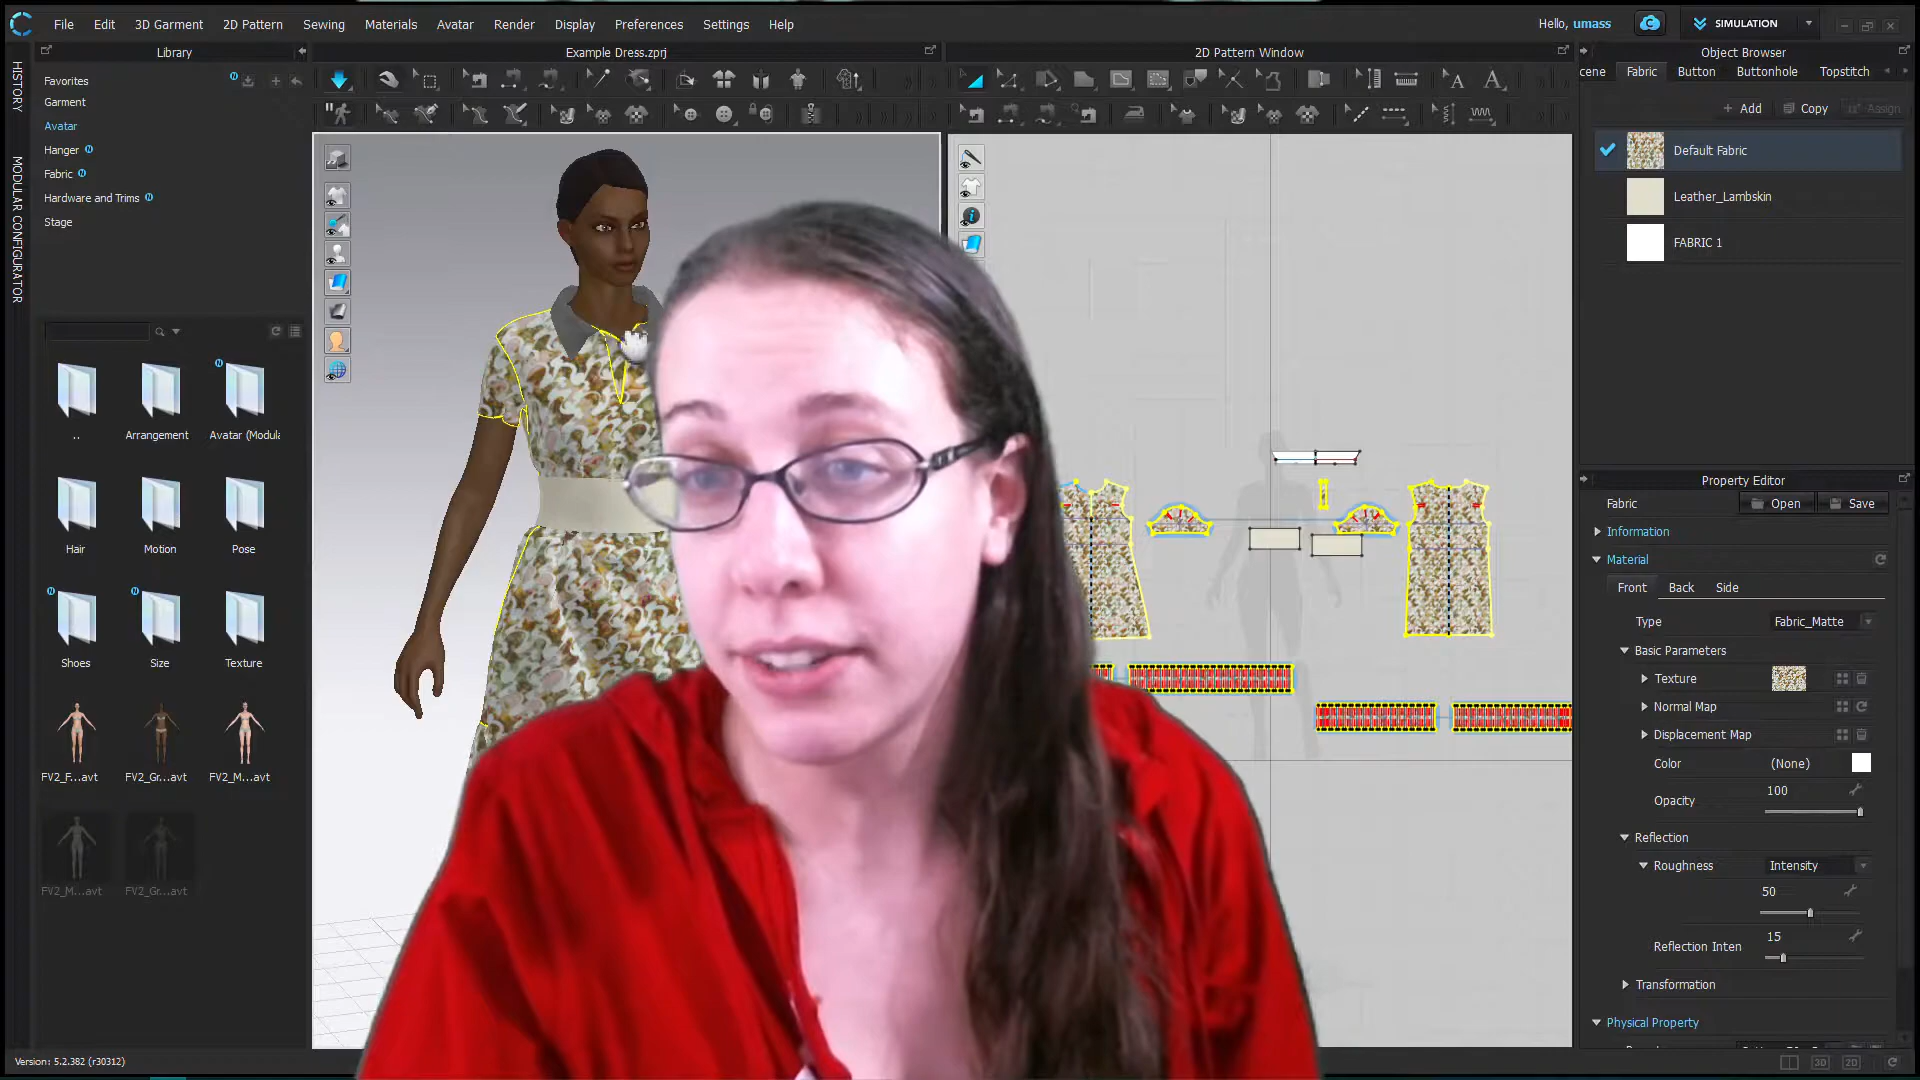 File Edit 3D Garment 2D Pattern Sewing Materials Avatar Render Display Preferences Settings Help
Hello, umass
SIMULATION
Library
Example Dress.zprj
2D Pattern Window
Object Browser
HISTORY
MODULAR CONFIGURATOR
Favorites
Garment
Avatar
Hanger
Fabric
Hardware and Trims
Stage
..
Arrangement
Avatar (Modula
Hair
Motion
Pose
Shoes
Size
Texture
FV2_F...avt
FV2_Gr...avt
FV2_M...avt
FV2_M...avt
FV2_Gr...avt
Version: 5.2.382 (r30312)
cene Fabric Button Buttonhole Topstitch
+ Add Copy Assign
Default Fabric
Leather_Lambskin
FABRIC 1
Property Editor
Fabric Open Save
Information
Material
Front Back Side
Type Fabric_Matte
Basic Parameters
Texture
Normal Map
Displacement Map
Color (None)
Opacity 100
Reflection
Roughness Intensity
50
Reflection Inten 15
Transformation
Physical Property
3D 2D